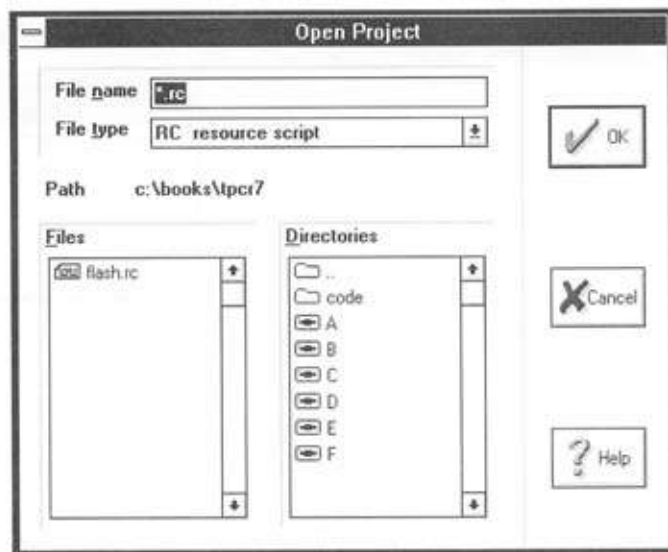 Open Project
File name *.rc
File type RC resource script
Path c:\books\tpcr7
Files
flash.rc
Directories
..
code
A
B
C
D
E
F
OK
Cancel
Help